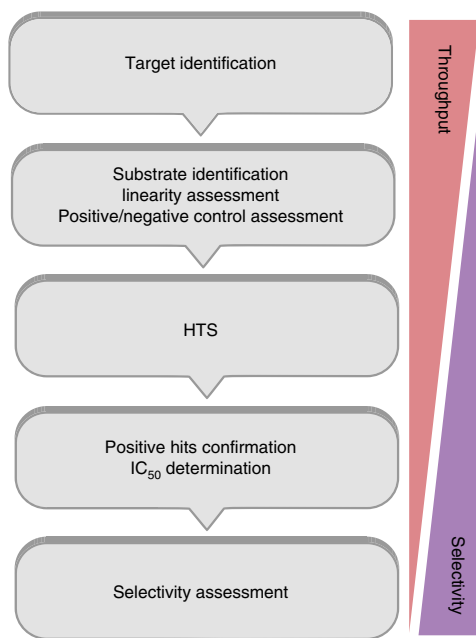 Target identification
Substrate identification
linearity assessment
Positive/negative control assessment
HTS
Positive hits confirmation
IC₅₀ determination
Selectivity assessment
Throughput
Selectivity